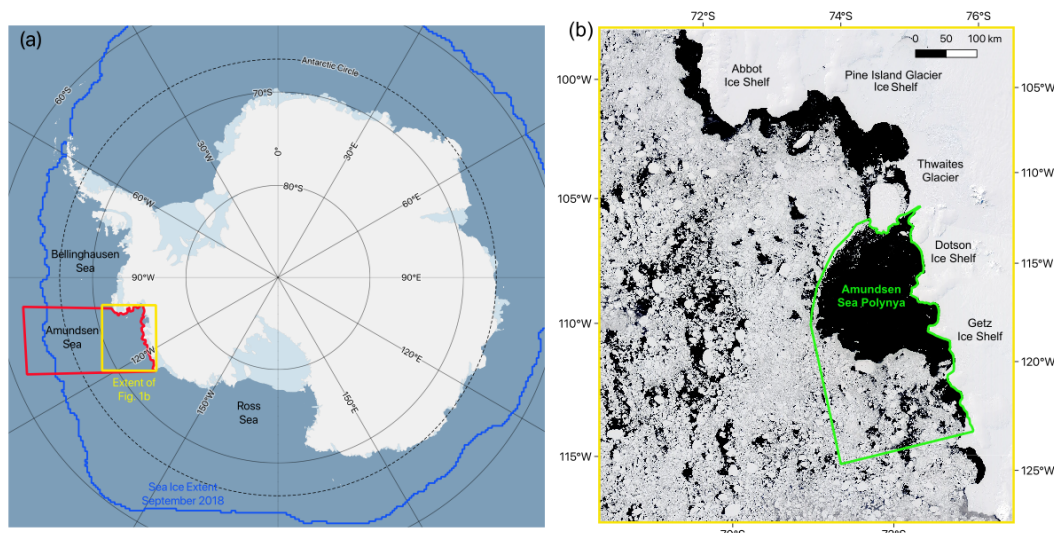 (a)
60°S
Antarctic Circle
70°S
30°W
0°
30°E
80°S
60°W
60°E
Bellinghausen
Sea
90°W
90°E
Amundsen
Sea
120°W
120°E
Extent of
Fig. 1b
150°W
150°E
Ross
Sea
Sea Ice Extent
September 2018
(b)
72°S
74°S
76°S
0 50 100 km
100°W
Abbot
Ice Shelf
Pine Island Glacier
Ice Shelf
105°W
Thwaites
Glacier
110°W
105°W
Dotson
Ice Shelf
115°W
Amundsen
Sea Polynya
110°W
Getz
Ice Shelf
120°W
115°W
125°W